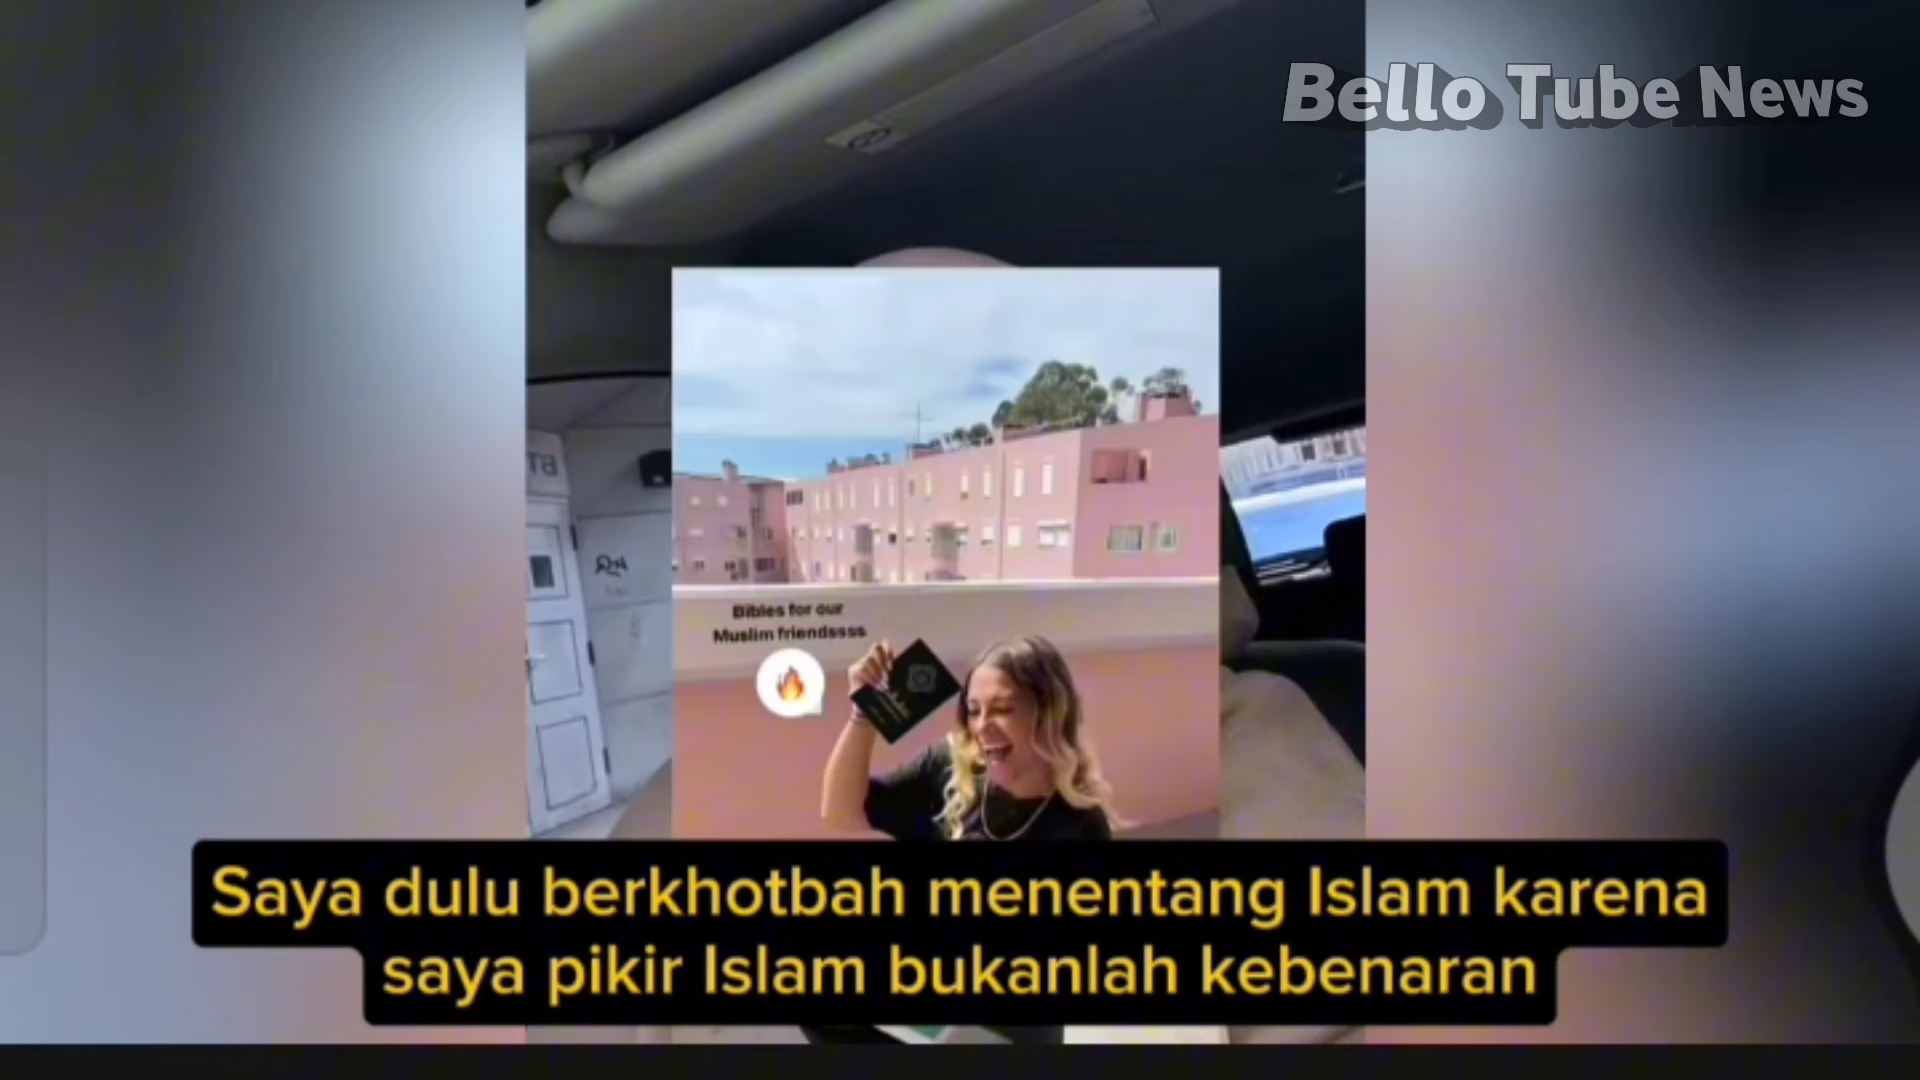 Bello Tube News
Bibles for our
Muslim friendssss
Saya dulu berkhotbah menentang Islam karena
saya pikir Islam bukanlah kebenaran